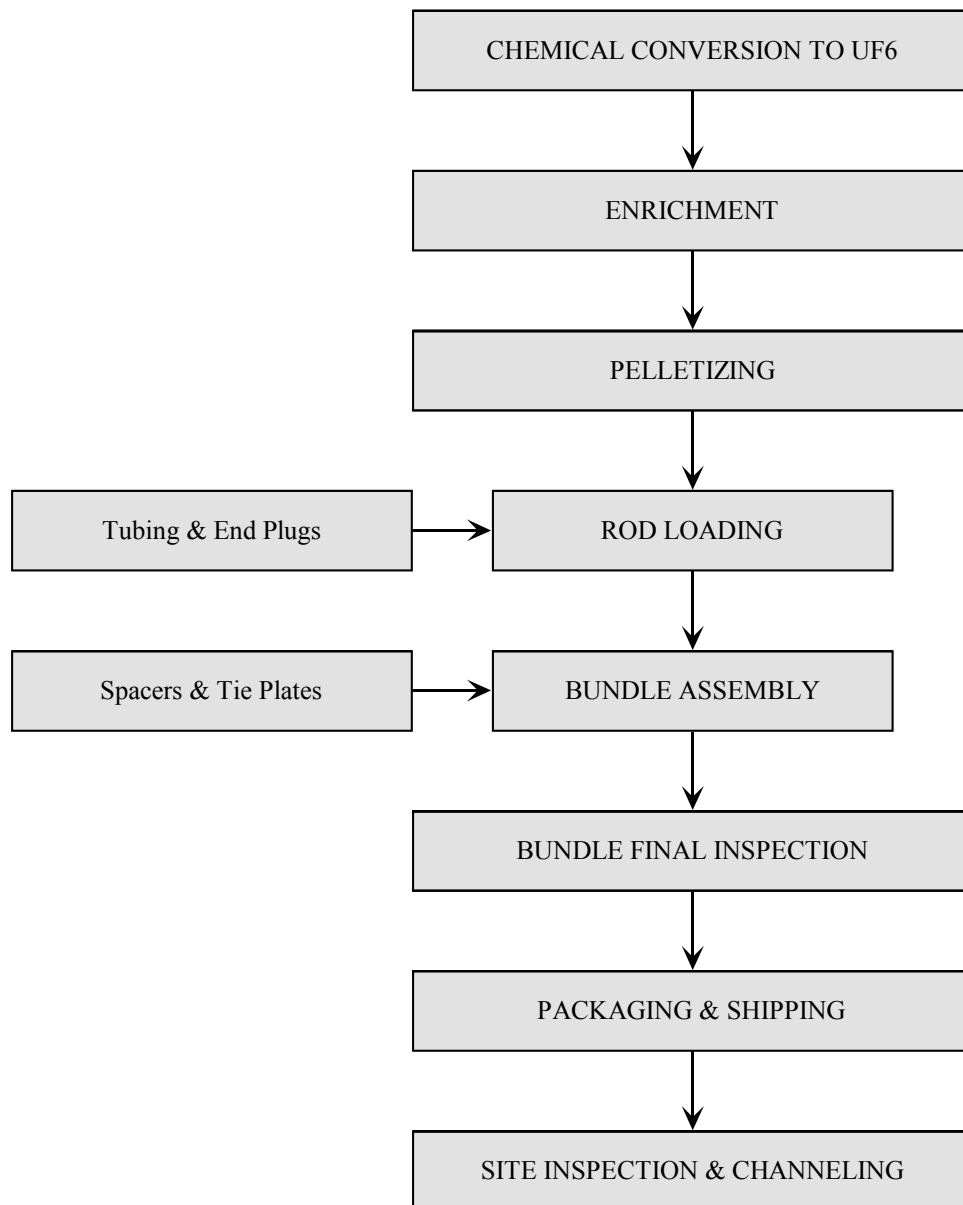 CHEMICAL CONVERSION TO UF6
ENRICHMENT
PELLETIZING
Tubing & End Plugs
ROD LOADING
Spacers & Tie Plates
BUNDLE ASSEMBLY
BUNDLE FINAL INSPECTION
PACKAGING & SHIPPING
SITE INSPECTION & CHANNELING